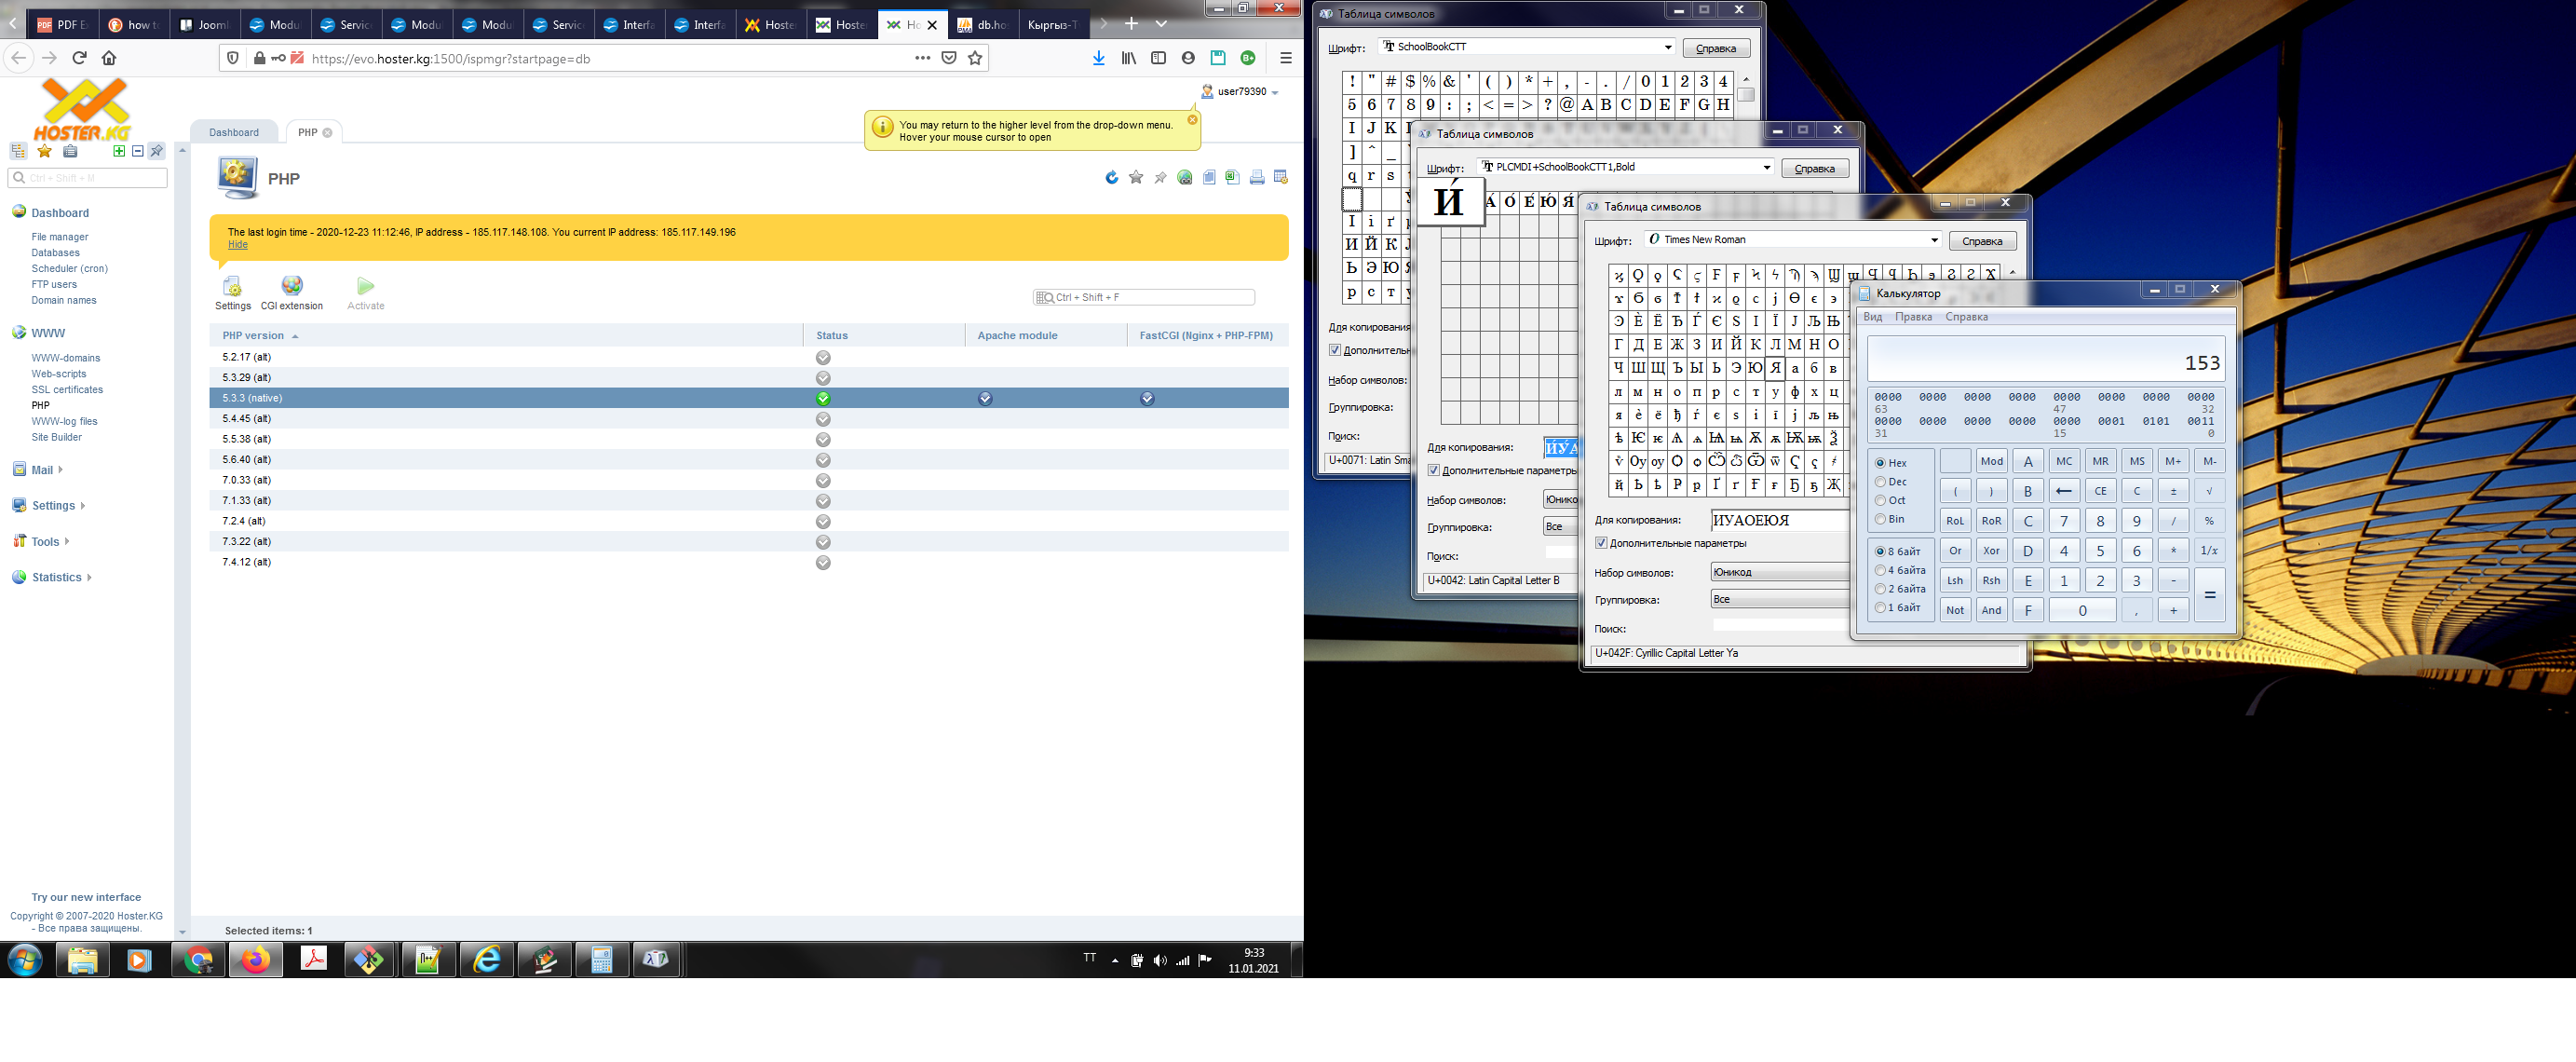 PDF Ex
how to
Jooml
Modul
Servic
Modul
Modul
Service
Interfa
Interfa
Hoster
Hoster
Ho
db.ho
Кыргыз-Т
https://evo.hoster.kg:1500/ispmgr?startpage=db
HOSTER.KG
user79390
You may return to the higher level from the drop-down menu.
Hover your mouse cursor to open
Dashboard
PHP
Ctrl + Shift + M
PHP
The last login time - 2020-12-23 11:12:46, IP address - 185.117.148.108. You current IP address: 185.117.149.196
Hide
Settings
CGI extension
Activate
Ctrl + Shift + F
PHP version
Status
Apache module
FastCGI (Nginx + PHP-FPM)
5.2.17 (alt)
5.3.29 (alt)
5.3.3 (native)
5.4.45 (alt)
5.5.38 (alt)
5.6.40 (alt)
7.0.33 (alt)
7.1.33 (alt)
7.2.4 (alt)
7.3.22 (alt)
7.4.12 (alt)
Dashboard
File manager
Databases
Scheduler (cron)
FTP users
Domain names
WWW
WWW-domains
Web-scripts
SSL certificates
PHP
WWW-log files
Site Builder
Mail
Settings
Tools
Statistics
Try our new interface
Copyright © 2007-2020 Hoster.KG
- Все права защищены.
Selected items: 1
TT
9:33
11.01.2021
Таблица символов
Шрифт:
SchoolBookCTT
Справка
! " # $ % & ' ( ) * + , - . / 0 1 2 3 4
5 6 7 8 9 : ; < = > ? @ A B C D E F G H
I J K
] ^ _
q r s
И Й К
Ь Э Ю
р с т
Для копирования
Дополнительн
Набор символов:
Группировка:
Поиск:
U+0071: Latin Sma
Таблица символов
Шрифт:
PLCMDI+SchoolBookCTT1,Bold
Справка
И́
А́ О́ Е́ Ю́ Я́
Для копирования:
И́У́А́
Дополнительные параметры
Набор символов:
Юнико
Группировка:
Все
Поиск:
U+0042: Latin Capital Letter B
Таблица символов
Шрифт:
Times New Roman
Справка
Г Д Е Ж З И Й К Л М Н О
Ч Ш Щ Ъ Ы Ь Э Ю Я а б в
л м н о п р с т у ф х ц
я ѐ ё ђ ѓ є ѕ і ї ј љ њ
Для копирования:
ИУАОЕЮЯ
Дополнительные параметры
Набор символов:
Юникод
Группировка:
Все
Поиск:
U+042F: Cyrillic Capital Letter Ya
Калькулятор
Вид Правка Справка
153
0000 0000 0000 0000 0000 0000 0000 0000
63 47 32
0000 0000 0000 0000 0000 0001 0101 0011
31 15 0
Hex
Dec
Oct
Bin
8 байт
4 байта
2 байта
1 байт
Mod A MC MR MS M+ M-
( ) B ← CE C ± √
RoL RoR C 7 8 9 / %
Or Xor D 4 5 6 * 1/x
Lsh Rsh E 1 2 3 - =
Not And F 0 , +